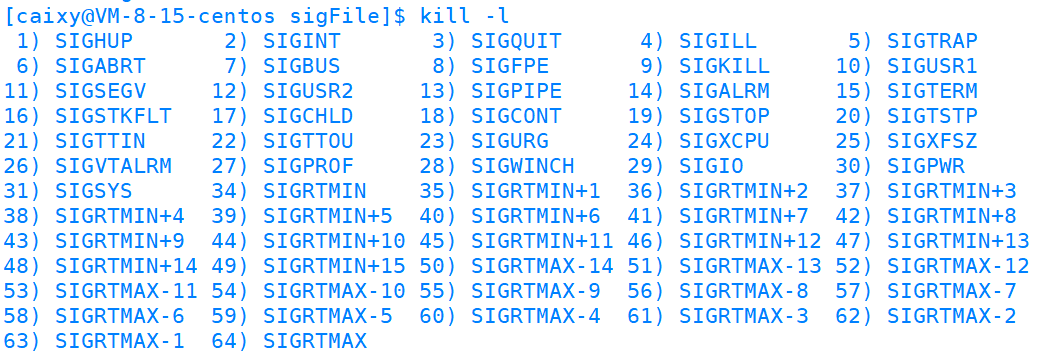 [caixy@VM-8-15-centos sigFile]$ kill -l
 1) SIGHUP       2) SIGINT       3) SIGQUIT      4) SIGILL       5) SIGTRAP
 6) SIGABRT      7) SIGBUS       8) SIGFPE       9) SIGKILL     10) SIGUSR1
11) SIGSEGV     12) SIGUSR2     13) SIGPIPE     14) SIGALRM     15) SIGTERM
16) SIGSTKFLT   17) SIGCHLD     18) SIGCONT     19) SIGSTOP     20) SIGTSTP
21) SIGTTIN     22) SIGTTOU     23) SIGURG      24) SIGXCPU     25) SIGXFSZ
26) SIGVTALRM   27) SIGPROF     28) SIGWINCH    29) SIGIO       30) SIGPWR
31) SIGSYS      34) SIGRTMIN    35) SIGRTMIN+1  36) SIGRTMIN+2  37) SIGRTMIN+3
38) SIGRTMIN+4  39) SIGRTMIN+5  40) SIGRTMIN+6  41) SIGRTMIN+7  42) SIGRTMIN+8
43) SIGRTMIN+9  44) SIGRTMIN+10 45) SIGRTMIN+11 46) SIGRTMIN+12 47) SIGRTMIN+13
48) SIGRTMIN+14 49) SIGRTMIN+15 50) SIGRTMAX-14 51) SIGRTMAX-13 52) SIGRTMAX-12
53) SIGRTMAX-11 54) SIGRTMAX-10 55) SIGRTMAX-9  56) SIGRTMAX-8  57) SIGRTMAX-7
58) SIGRTMAX-6  59) SIGRTMAX-5  60) SIGRTMAX-4  61) SIGRTMAX-3  62) SIGRTMAX-2
63) SIGRTMAX-1  64) SIGRTMAX